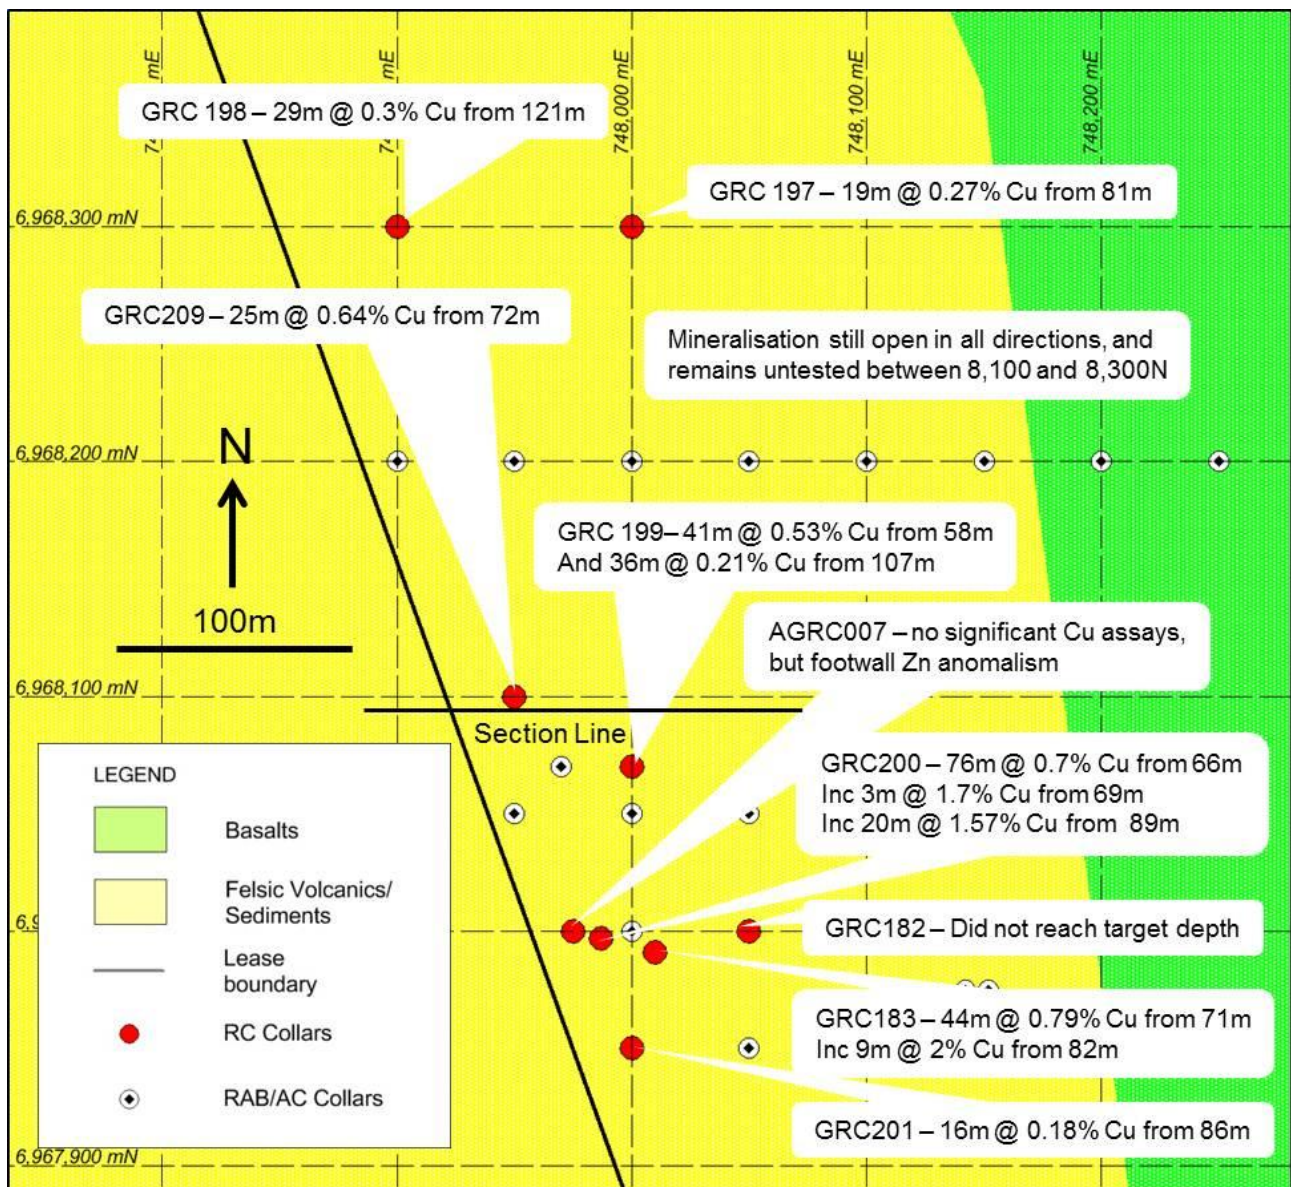 mE
mE
748,000 mE
748,100 mE
748,200 mE
GRC 198 – 29m @ 0.3% Cu from 121m
GRC 197 – 19m @ 0.27% Cu from 81m
6,968,300 mN
GRC209 – 25m @ 0.64% Cu from 72m
Mineralisation still open in all directions, and
remains untested between 8,100 and 8,300N
N
6,968,200 mN
GRC 199– 41m @ 0.53% Cu from 58m
And 36m @ 0.21% Cu from 107m
100m
AGRC007 – no significant Cu assays,
but footwall Zn anomalism
6,968,100 mN
Section Line
GRC200 – 76m @ 0.7% Cu from 66m
Inc 3m @ 1.7% Cu from 69m
Inc 20m @ 1.57% Cu from 89m
LEGEND
Basalts
Felsic Volcanics/
Sediments
Lease
boundary
RC Collars
RAB/AC Collars
GRC182 – Did not reach target depth
GRC183 – 44m @ 0.79% Cu from 71m
Inc 9m @ 2% Cu from 82m
GRC201 – 16m @ 0.18% Cu from 86m
6,967,900 mN